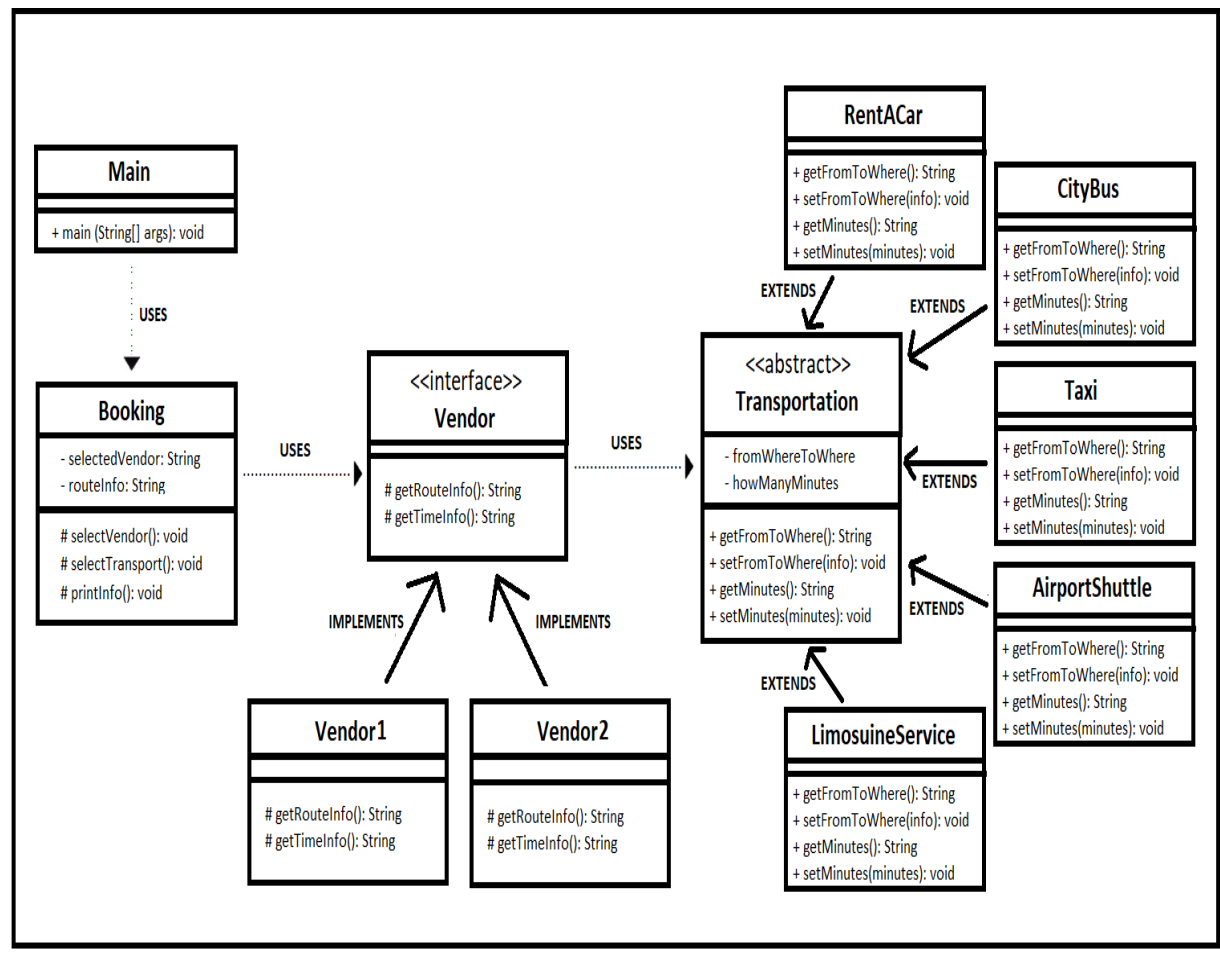 Main
+ main (String[] args): void
USES
Booking
- selectedVendor: String
- routeInfo: String
# selectVendor(): void
# selectTransport(): void
# printInfo(): void
USES
<<interface>>
Vendor
# getRouteInfo(): String
# getTimeInfo(): String
IMPLEMENTS
IMPLEMENTS
Vendor1
# getRouteInfo(): String
# getTimeInfo(): String
Vendor2
# getRouteInfo(): String
# getTimeInfo(): String
USES
<<abstract>>
Transportation
- fromWhereToWhere
- howManyMinutes
+ getFromToWhere(): String
+ setFromToWhere(info): void
+ getMinutes(): String
+ setMinutes(minutes): void
RentACar
+ getFromToWhere(): String
+ setFromToWhere(info): void
+ getMinutes(): String
+ setMinutes(minutes): void
EXTENDS
CityBus
+ getFromToWhere(): String
+ setFromToWhere(info): void
+ getMinutes(): String
+ setMinutes(minutes): void
EXTENDS
Taxi
+ getFromToWhere(): String
+ setFromToWhere(info): void
+ getMinutes(): String
+ setMinutes(minutes): void
EXTENDS
AirportShuttle
+ getFromToWhere(): String
+ setFromToWhere(info): void
+ getMinutes(): String
+ setMinutes(minutes): void
EXTENDS
LimosuineService
+ getFromToWhere(): String
+ setFromToWhere(info): void
+ getMinutes(): String
+ setMinutes(minutes): void
EXTENDS